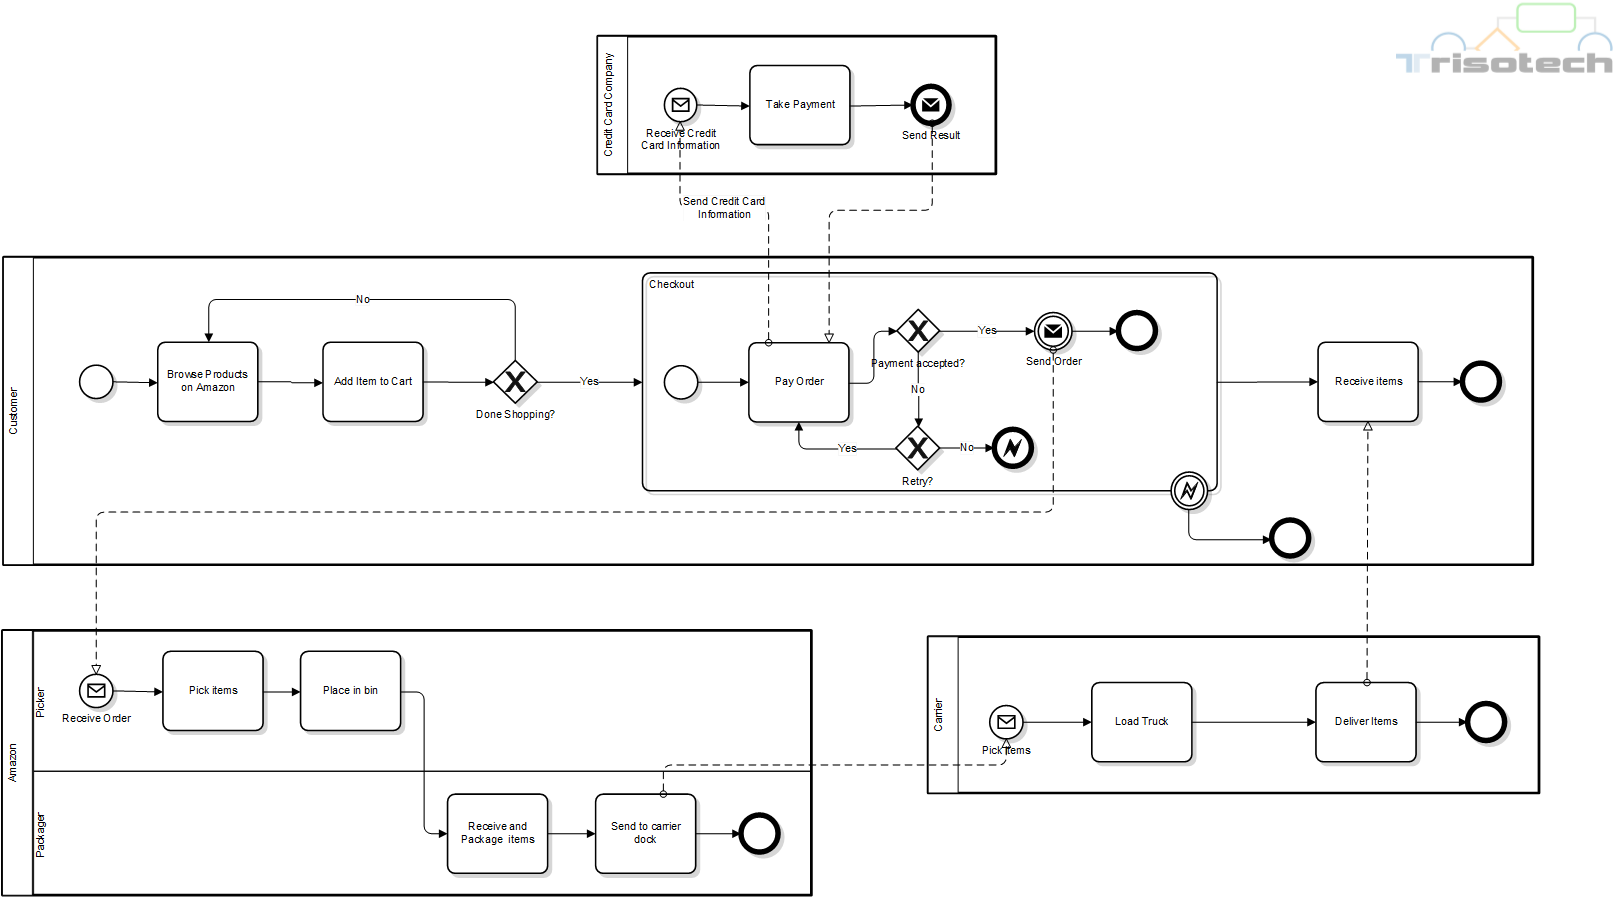 Trisotech
Credit Card Company
Take Payment
Receive Credit
Card Information
Send Result
Send Credit Card
Information
Customer
Checkout
No
Browse Products
on Amazon
Add Item to Cart
Yes
Done Shopping?
Pay Order
Yes
Payment accepted?
Send Order
No
Yes
No
Retry?
Receive items
Amazon
Picker
Receive Order
Pick items
Place in bin
Packager
Receive and
Package items
Send to carrier
dock
Carrier
Pick Items
Load Truck
Deliver Items